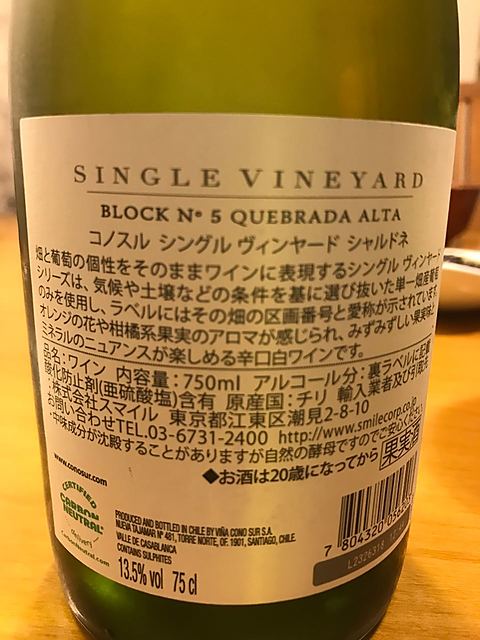 SINGLE VINEYARD
BLOCK Nº 5 QUEBRADA ALTA
コノスル シングル ヴィンヤード シャルドネ
畑と葡萄の個性をそのままワインに表現するシングル ヴィンヤード
シリーズは、気候や土壌などの条件を基に選び抜いた単一畑産葡萄
のみを使用し、ラベルにはその畑の区画番号と愛称が示されています。
オレンジの花や柑橘系果実のアロマが感じられ、みずみずしい果実味と
ミネラルのニュアンスが楽しめる辛口白ワインです。
品名:ワイン 内容量:750ml アルコール分:裏ラベルに記載
酸化防止剤(亜硫酸塩)含有 原産国:チリ 輸入業者及び引取先
:株式会社スマイル 東京都江東区潮見2-8-10
お問い合わせTEL.03-6731-2400 http://www.smilecorp.co.jp
・中味成分が沈殿することがありますが自然の酵母ですのでご安心ください。
果実酒
◆お酒は20歳になってから
www.conosur.com
CERTIFIED
CARBON
NEUTRAL
delivery
CarbonNeutral.com
PRODUCED AND BOTTLED IN CHILE BY VIÑA CONO SUR S.A.
NUEVA TAJAMAR Nº 481, TORRE NORTE, OF. 1901, SANTIAGO, CHILE.
VALLE DE CASABLANCA
CONTAINS SULPHITES
13.5% vol 75 cl
7 804320